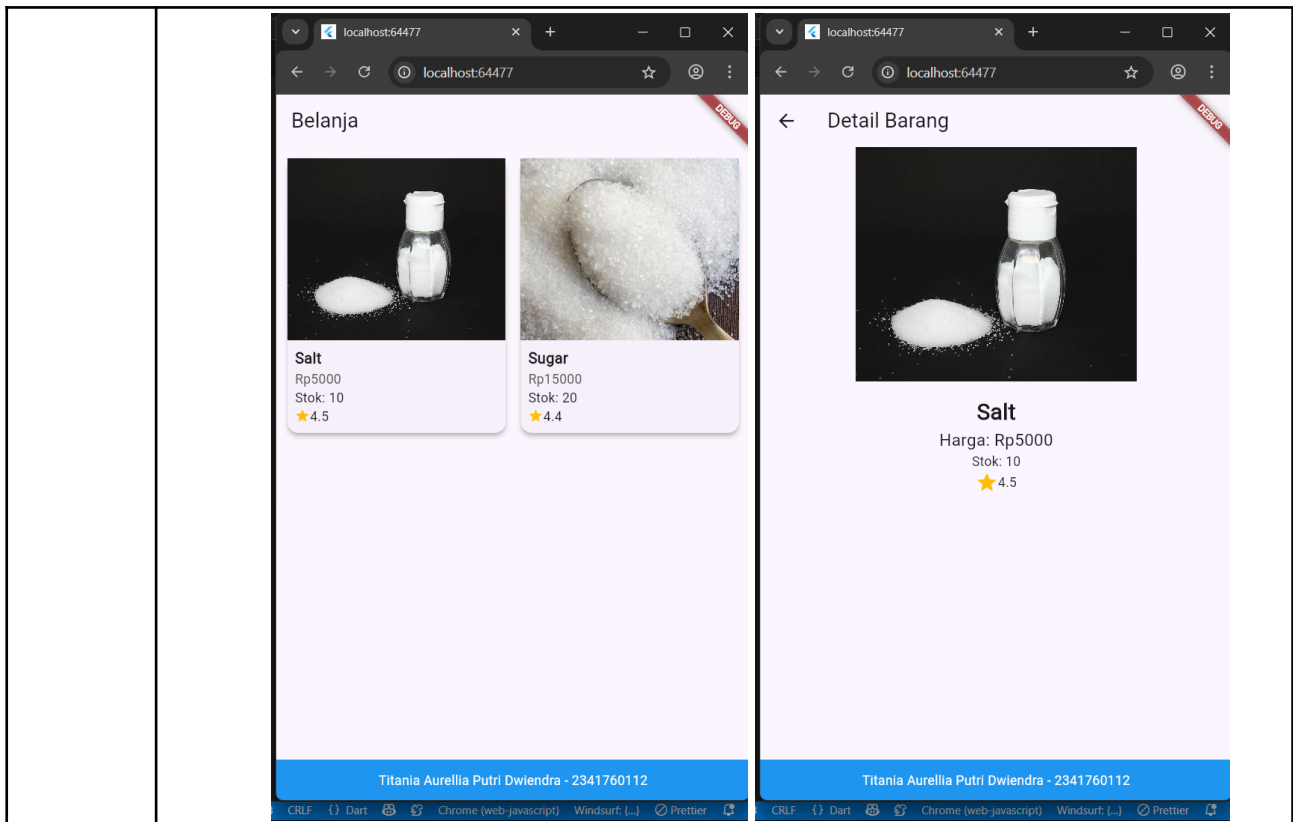 localhost:64477
localhost:64477
Belanja
DEBUG
Salt
Rp5000
Stok: 10
4.5
Sugar
Rp15000
Stok: 20
4.4
Titania Aurellia Putri Dwiendra - 2341760112
CRLF {} Dart Chrome (web-javascript) Windsurf: {...} Prettier
localhost:64477
localhost:64477
Detail Barang
DEBUG
Salt
Harga: Rp5000
Stok: 10
4.5
Titania Aurellia Putri Dwiendra - 2341760112
CRLF {} Dart Chrome (web-javascript) Windsurf: {...} Prettier